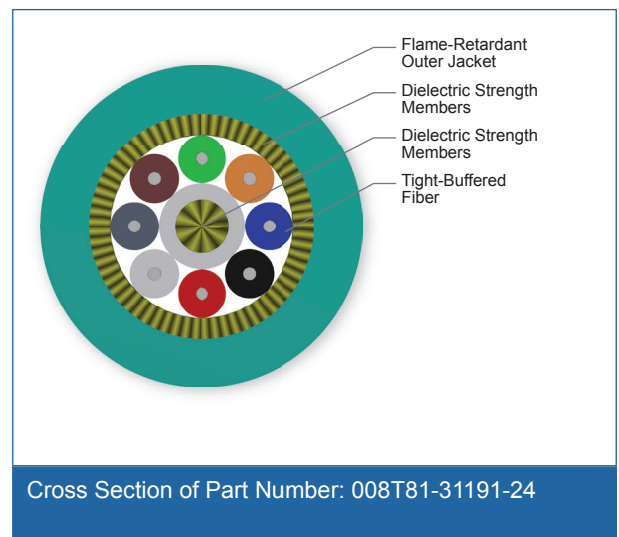 Flame-Retardant
Outer Jacket
Dielectric Strength
Members
Dielectric Strength
Members
Tight-Buffered
Fiber
Cross Section of Part Number: 008T81-31191-24